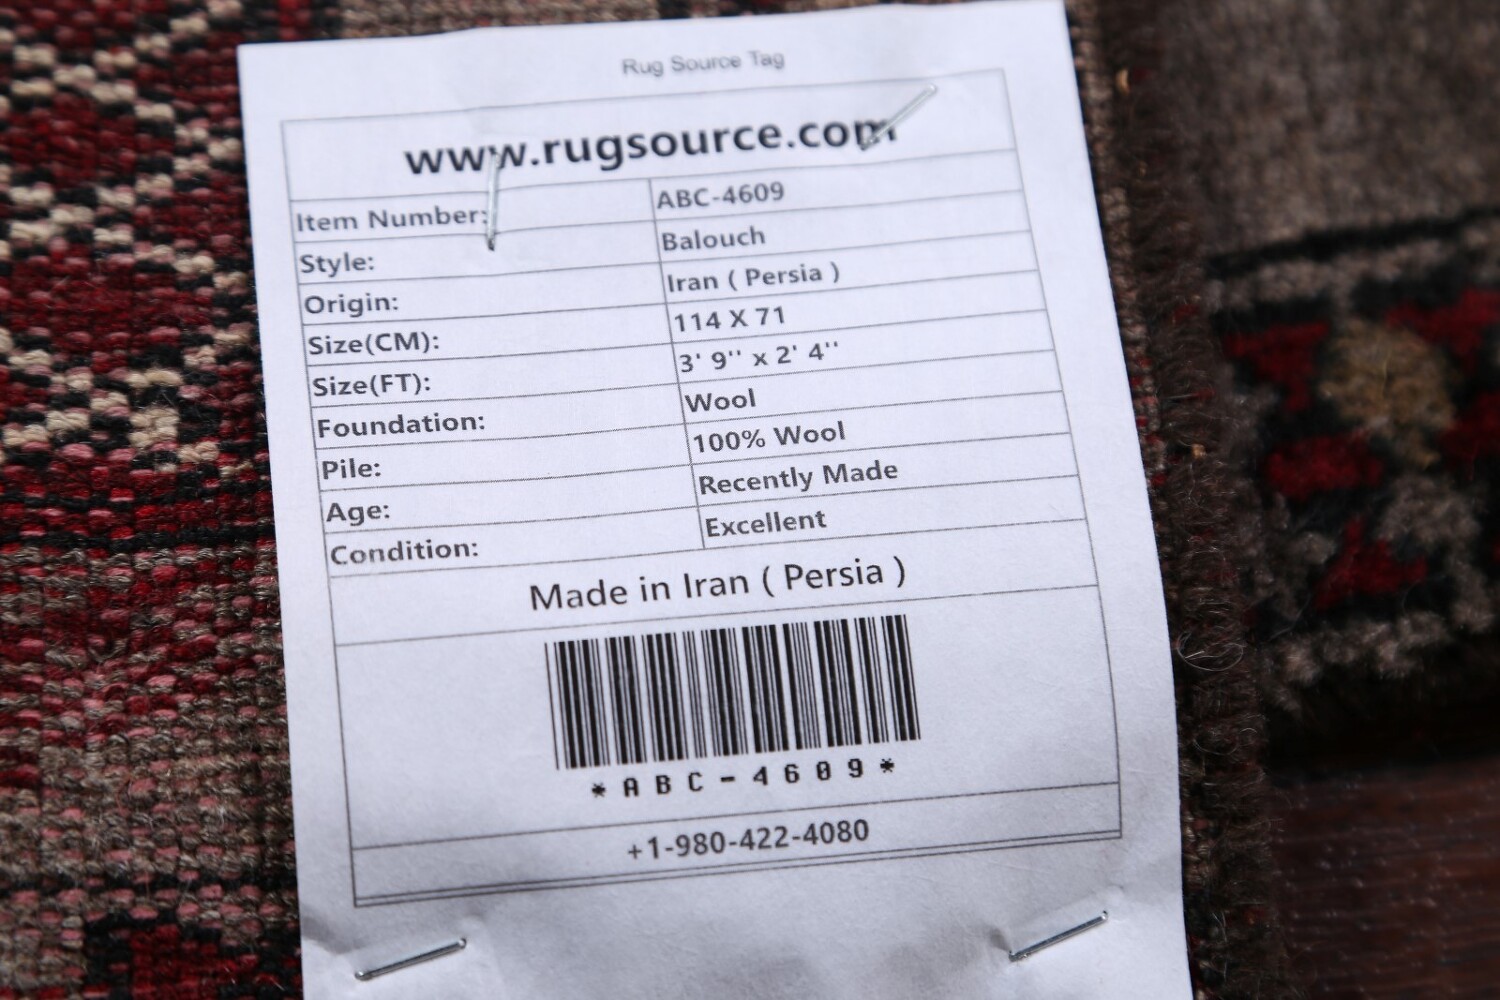 Rug Source Tag
www.rugsource.com
Item Number: ABC-4609
Style: Balouch
Origin: Iran ( Persia )
Size(CM): 114 X 71
Size(FT): 3' 9'' x 2' 4''
Foundation: Wool
Pile: 100% Wool
Age: Recently Made
Condition: Excellent
Made in Iran ( Persia )
*ABC-4609*
+1-980-422-4080